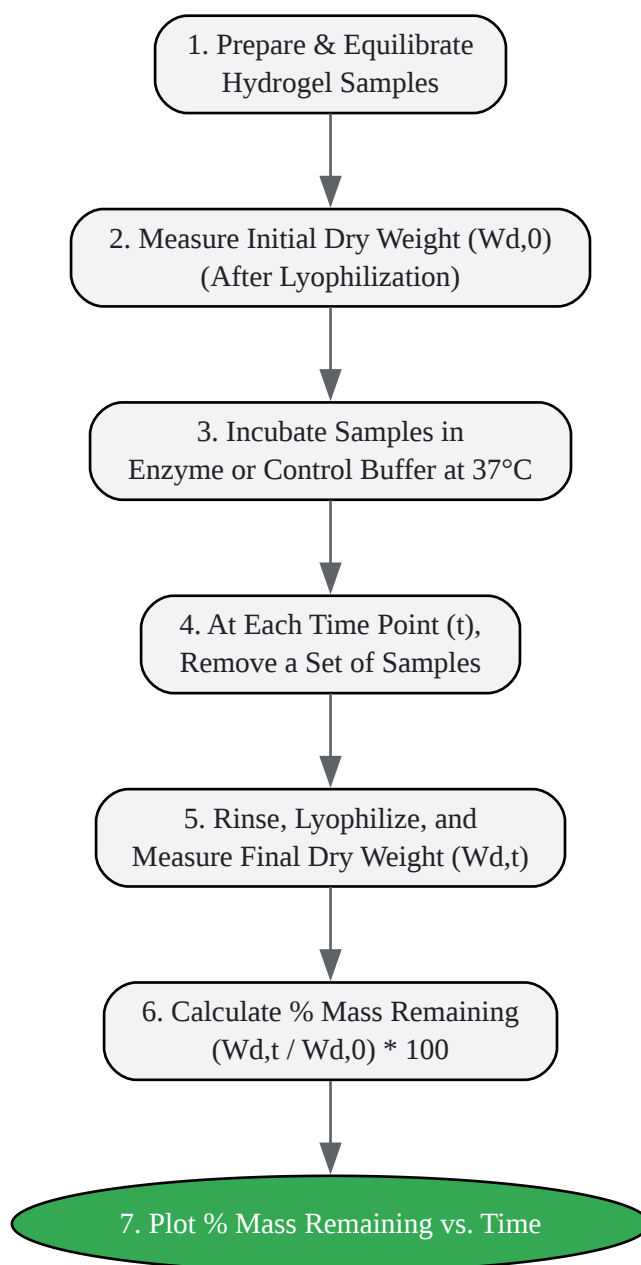 1. Prepare & Equilibrate
Hydrogel Samples
2. Measure Initial Dry Weight (Wd,0)
(After Lyophilization)
3. Incubate Samples in
Enzyme or Control Buffer at 37°C
4. At Each Time Point (t),
Remove a Set of Samples
5. Rinse, Lyophilize, and
Measure Final Dry Weight (Wd,t)
6. Calculate % Mass Remaining
(Wd,t / Wd,0) * 100
7. Plot % Mass Remaining vs. Time